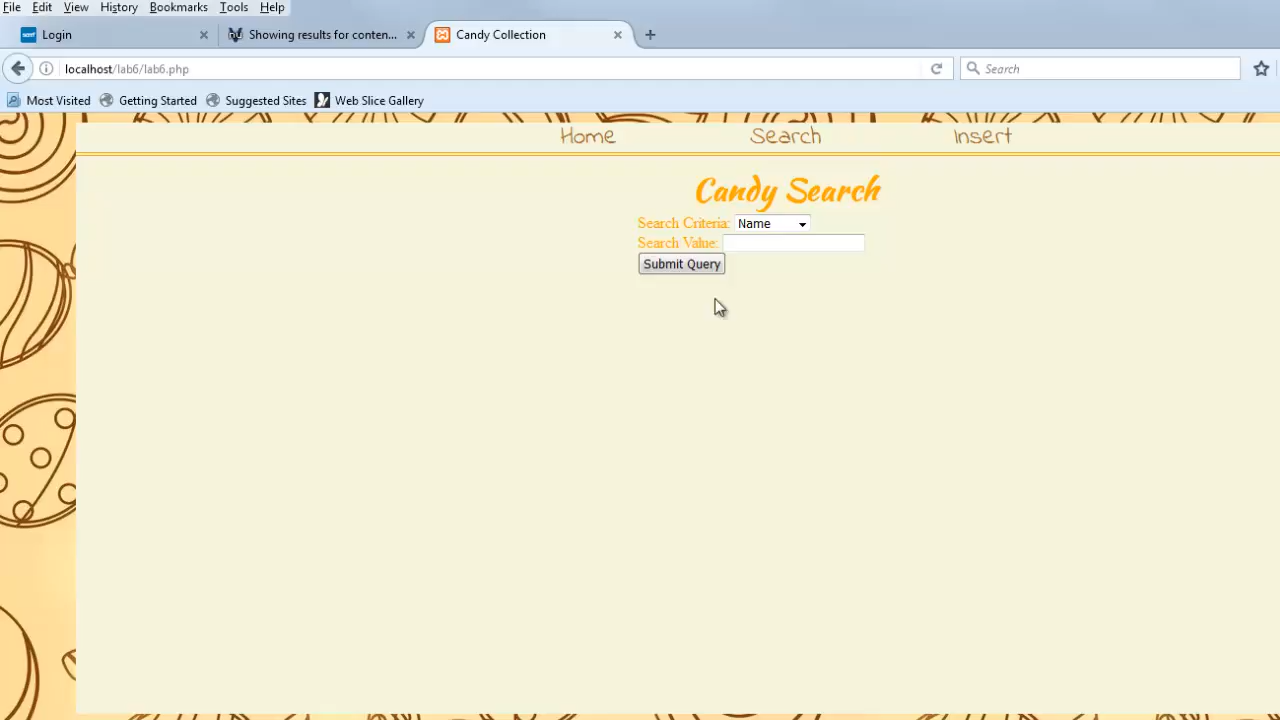 File Edit View History Bookmarks Tools Help
Login Showing results for conten... Candy Collection
localhost/lab6/lab6.php Search
Most Visited Getting Started Suggested Sites Web Slice Gallery
Home Search Insert
Candy Search
Search Criteria: Name
Search Value:
Submit Query